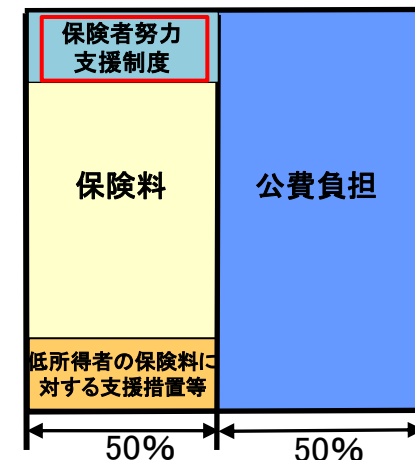 保険者努力
支援制度
保険料
公費負担
低所得者の保険料に
対する支援措置等
50%
50%